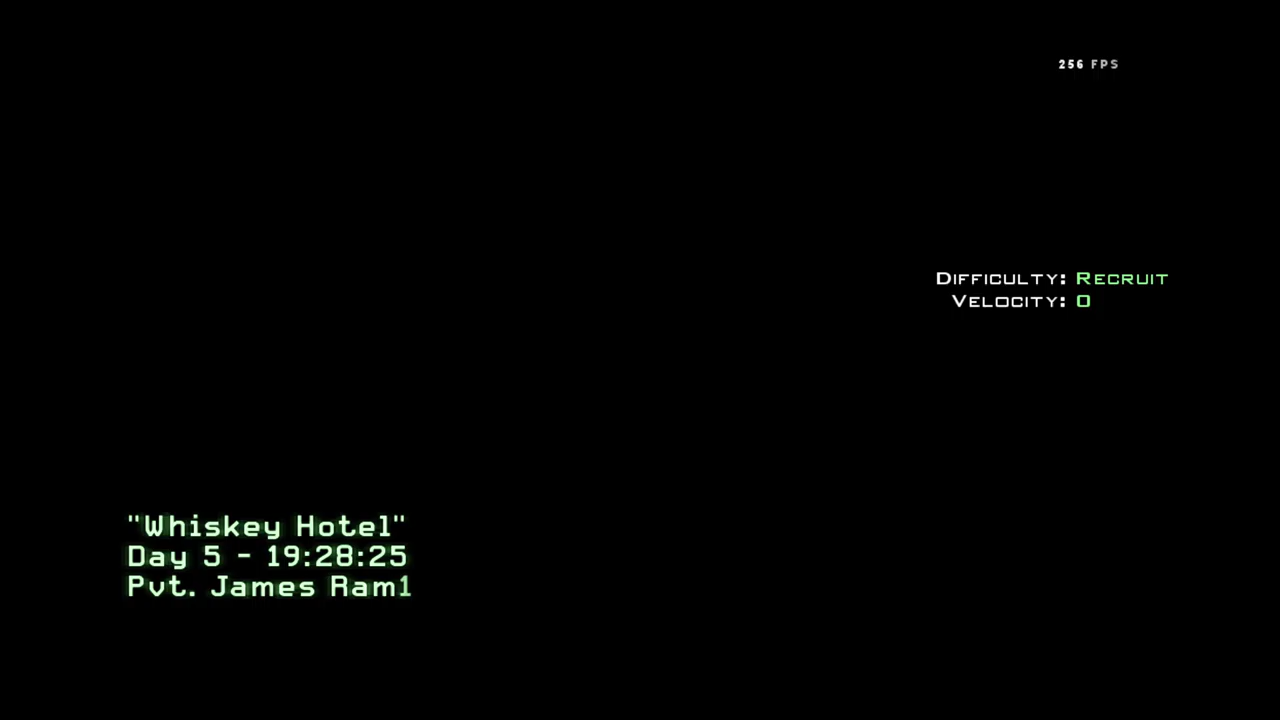 256 FPS
Difficulty: Recruit
Velocity: 0
"Whiskey Hotel"
Day 5 - 19:28:25
Pvt. James Ram1